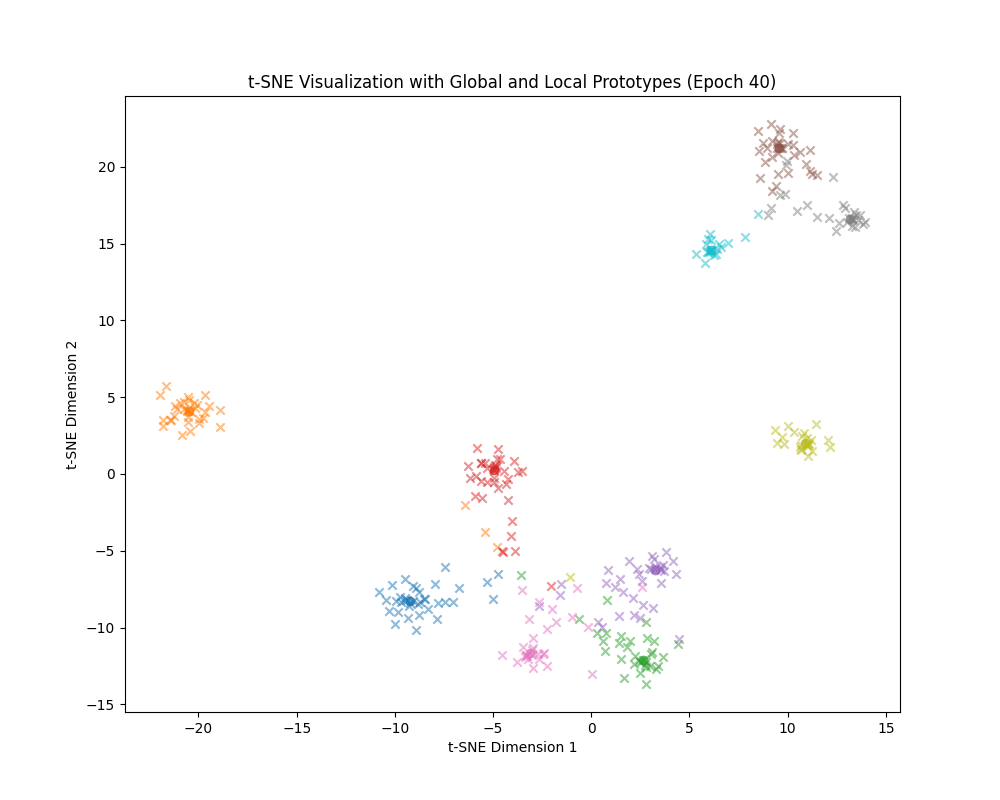 t-SNE Visualization with Global and Local Prototypes (Epoch 40)
20
15
10
5
0
−5
−10
−15
t-SNE Dimension 2
−20 −15 −10 −5 0 5 10 15
t-SNE Dimension 1